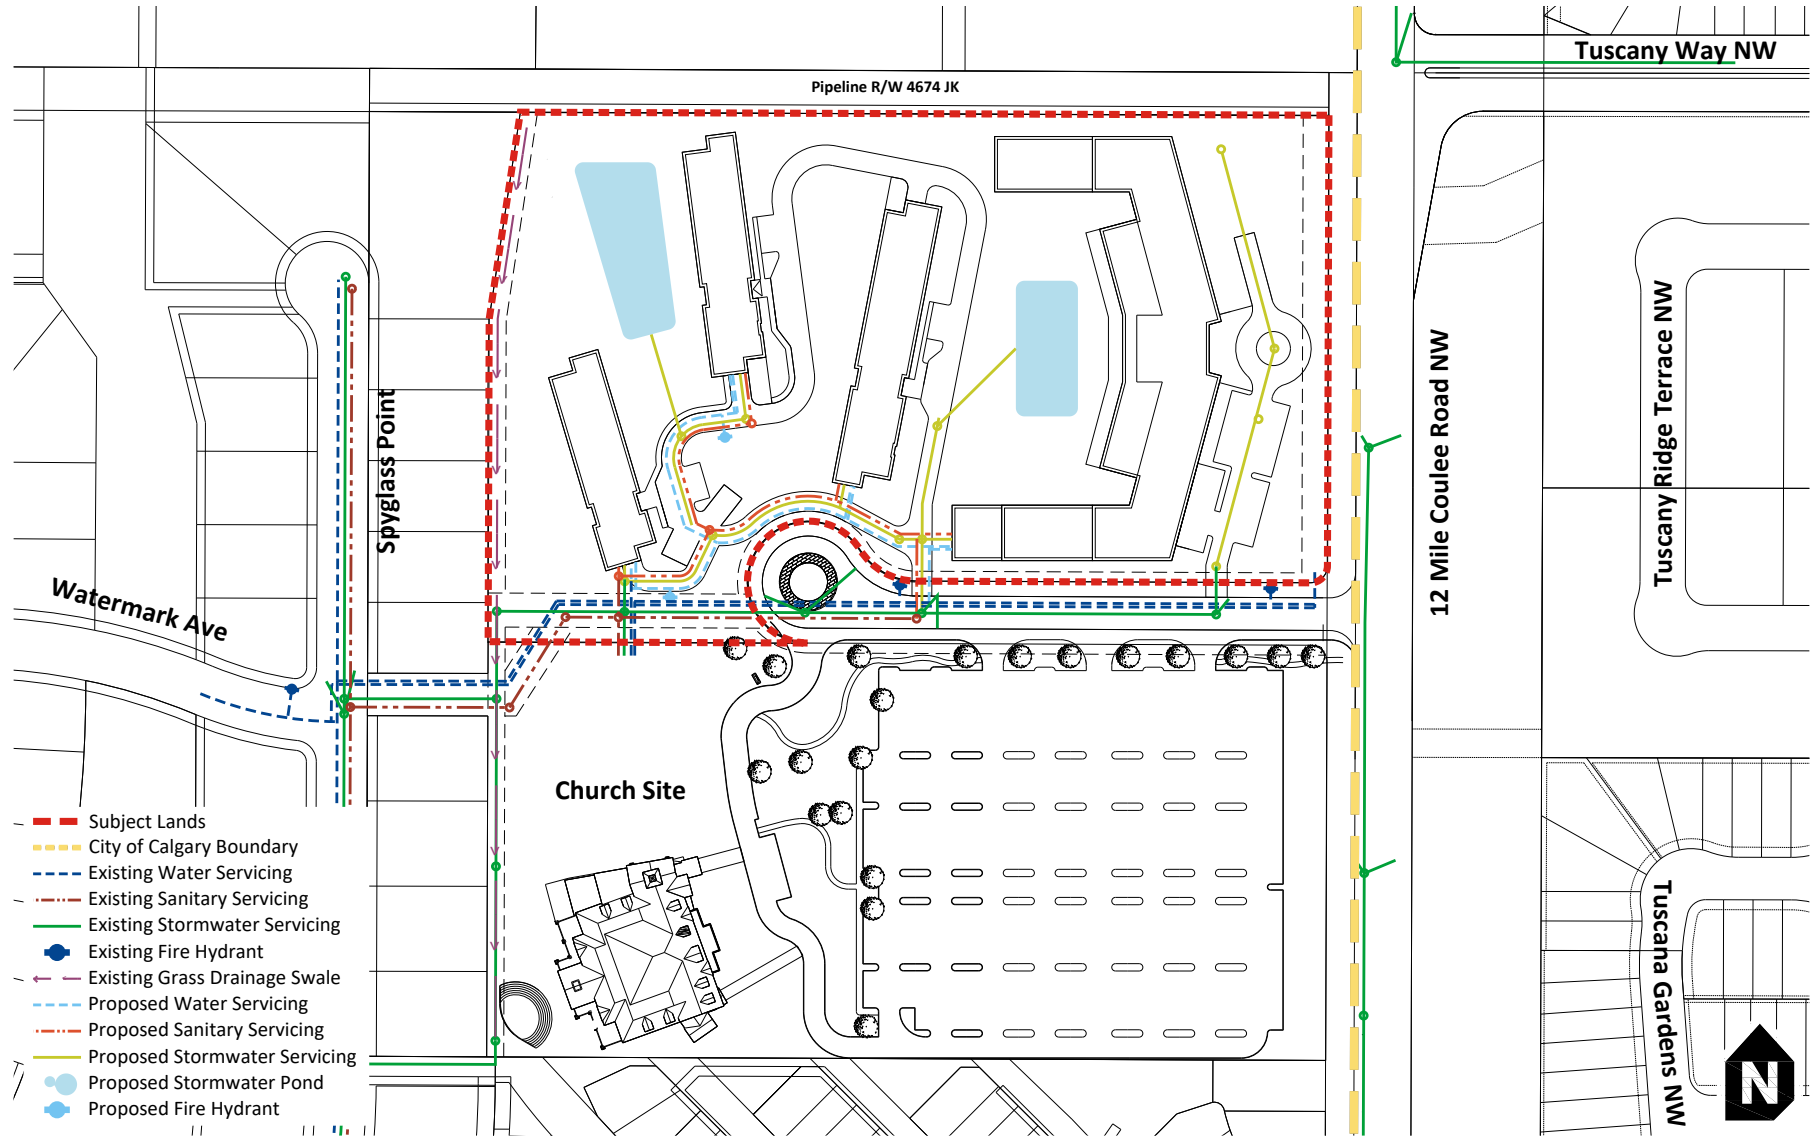 Tuscany Way NW
Pipeline R/W 4674 JK
Spyglass Point
12 Mile Coulee Road NW
Tuscany Ridge Terrace NW
Watermark Ave
Church Site
Tuscana Gardens NW
Subject Lands
City of Calgary Boundary
Existing Water Servicing
Existing Sanitary Servicing
Existing Stormwater Servicing
Existing Fire Hydrant
Existing Grass Drainage Swale
Proposed Water Servicing
Proposed Sanitary Servicing
Proposed Stormwater Servicing
Proposed Stormwater Pond
Proposed Fire Hydrant
N